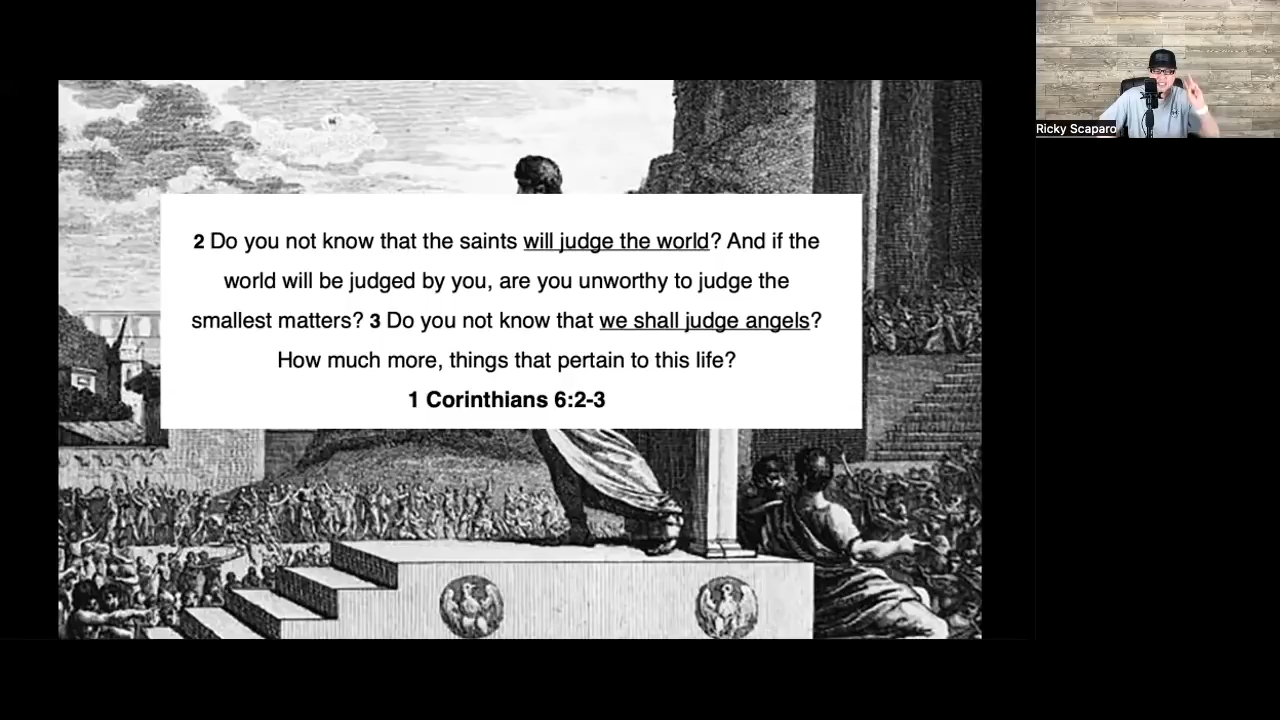 2 Do you not know that the saints will judge the world? And if the
world will be judged by you, are you unworthy to judge the
smallest matters? 3 Do you not know that we shall judge angels?
How much more, things that pertain to this life?
1 Corinthians 6:2-3
Ricky Scaparo